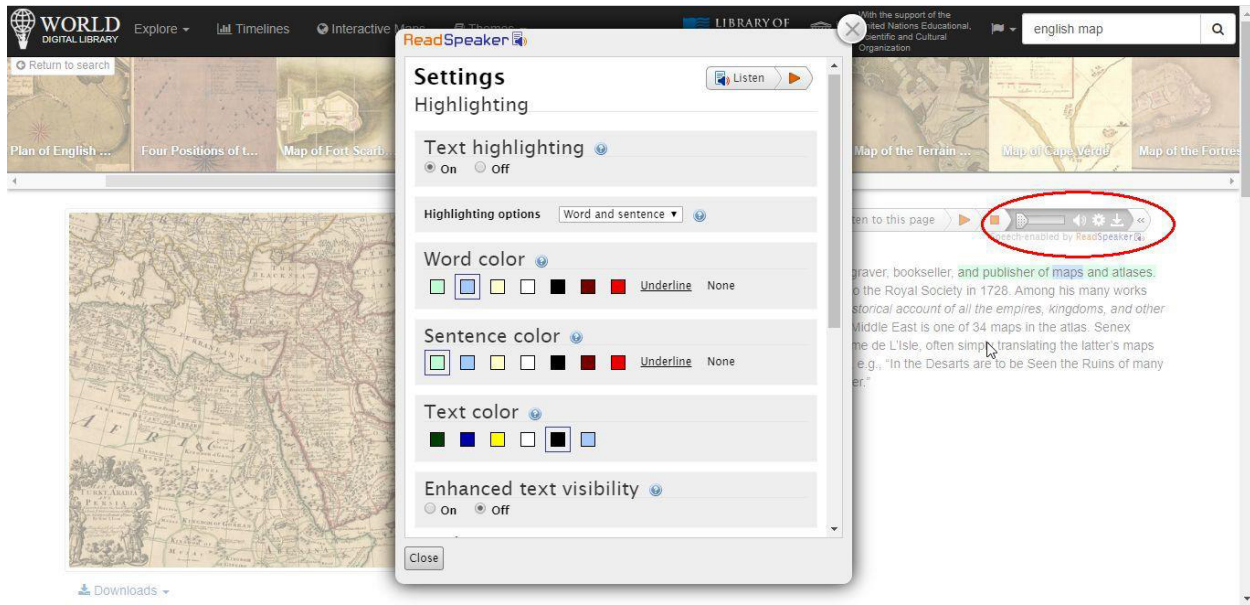 WORLD
DIGITAL LIBRARY
Explore
Timelines
Interactive
Themes
LIBRARY OF
With the support of the
United Nations Educational,
Scientific and Cultural
Organization
english map
Return to search
Plan of English ...
Four Positions of t...
Map of Fort Scarb
Map of the Terrain ...
Map of Cape Verde
Map of the Fortres
ReadSpeaker
Settings
Listen
Highlighting
Text highlighting
On Off
Highlighting options Word and sentence
Word color
Underline None
Sentence color
Underline None
Text color
Enhanced text visibility
On Off
Close
ten to this page
speech-enabled by ReadSpeaker
graver, bookseller, and publisher of maps and atlases.
o the Royal Society in 1728. Among his many works
storical account of all the empires, kingdoms, and other
Middle East is one of 34 maps in the atlas. Senex
me de L'Isle, often simply translating the latter's maps
e.g., "In the Desarts are to be Seen the Ruins of many
er."
AFRICA
TURKY, ARABIA
PERSIA
Downloads